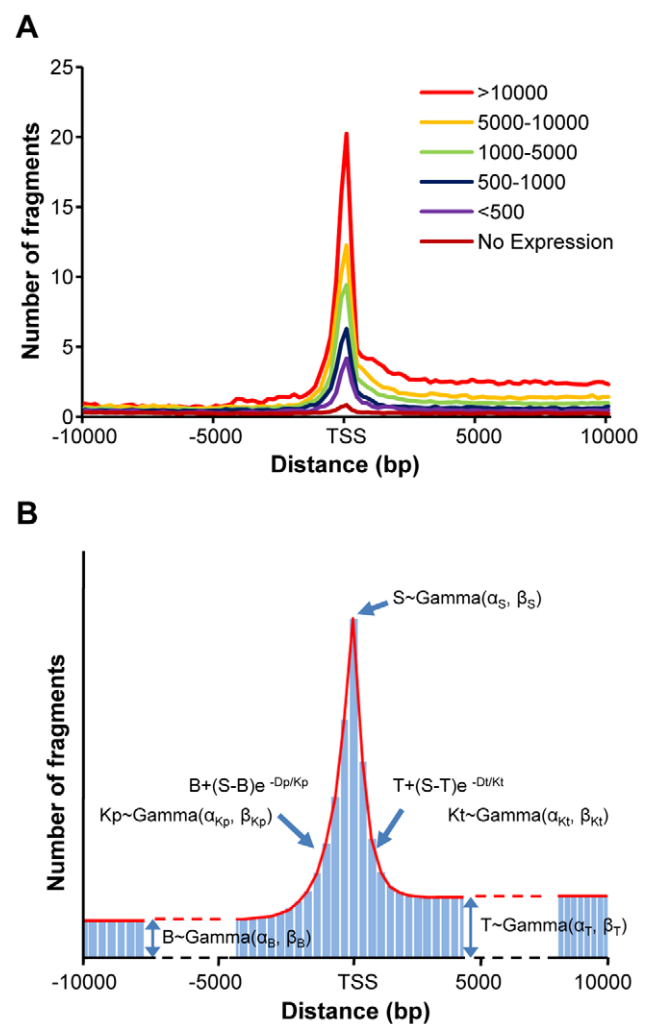 A
25
20
15
10
5
0
Number of fragments
>10000
5000-10000
1000-5000
500-1000
<500
No Expression
-10000 -5000 TSS 5000 10000
Distance (bp)
B
Number of fragments
S~Gamma(αS, βS)
B+(S-B)e -Dp/Kp
T+(S-T)e -Dt/Kt
Kp~Gamma(αKp, βKp)
Kt~Gamma(αKt, βKt)
B~Gamma(αB, βB)
T~Gamma(αT, βT)
-10000 -5000 TSS 5000 10000
Distance (bp)